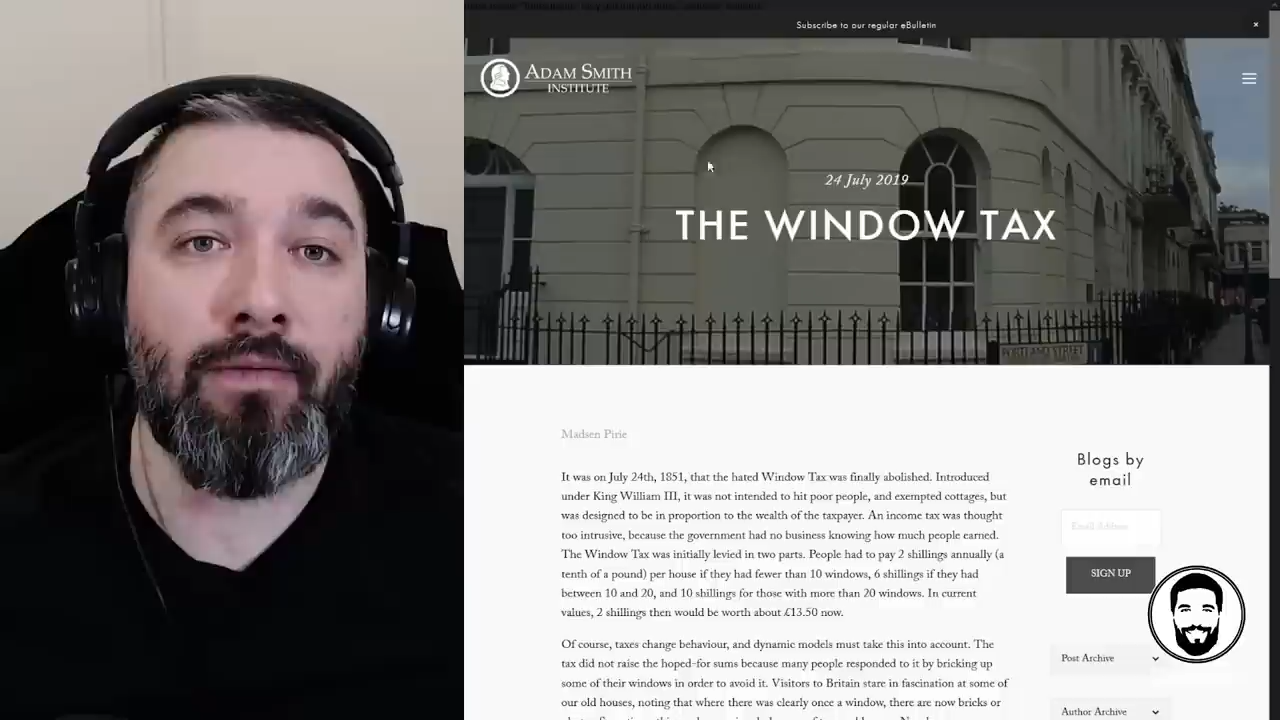 Subscribe to our regular eBulletin
×
ADAM SMITH
INSTITUTE
24 July 2019
THE WINDOW TAX
PORTLAND STREET
Madsen Pirie
It was on July 24th, 1851, that the hated Window Tax was finally abolished. Introduced
under King William III, it was not intended to hit poor people, and exempted cottages, but
was designed to be in proportion to the wealth of the taxpayer. An income tax was thought
too intrusive, because the government had no business knowing how much people earned.
The Window Tax was initially levied in two parts. People had to pay 2 shillings annually (a
tenth of a pound) per house if they had fewer than 10 windows, 6 shillings if they had
between 10 and 20, and 10 shillings for those with more than 20 windows. In current
values, 2 shillings then would be worth about £13.50 now.
Of course, taxes change behaviour, and dynamic models must take this into account. The
tax did not raise the hoped-for sums because many people responded to it by bricking up
some of their windows in order to avoid it. Visitors to Britain stare in fascination at some of
our old houses, noting that where there was clearly once a window, there are now bricks or
Blogs by
email
Email Address
SIGN UP
Post Archive
Author Archive